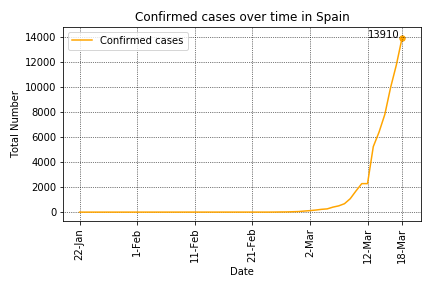 Confirmed cases over time in Spain
Confirmed cases
13910
14000
12000
10000
8000
6000
4000
2000
0
Total Number
22-Jan
1-Feb
11-Feb
21-Feb
2-Mar
12-Mar
18-Mar
Date